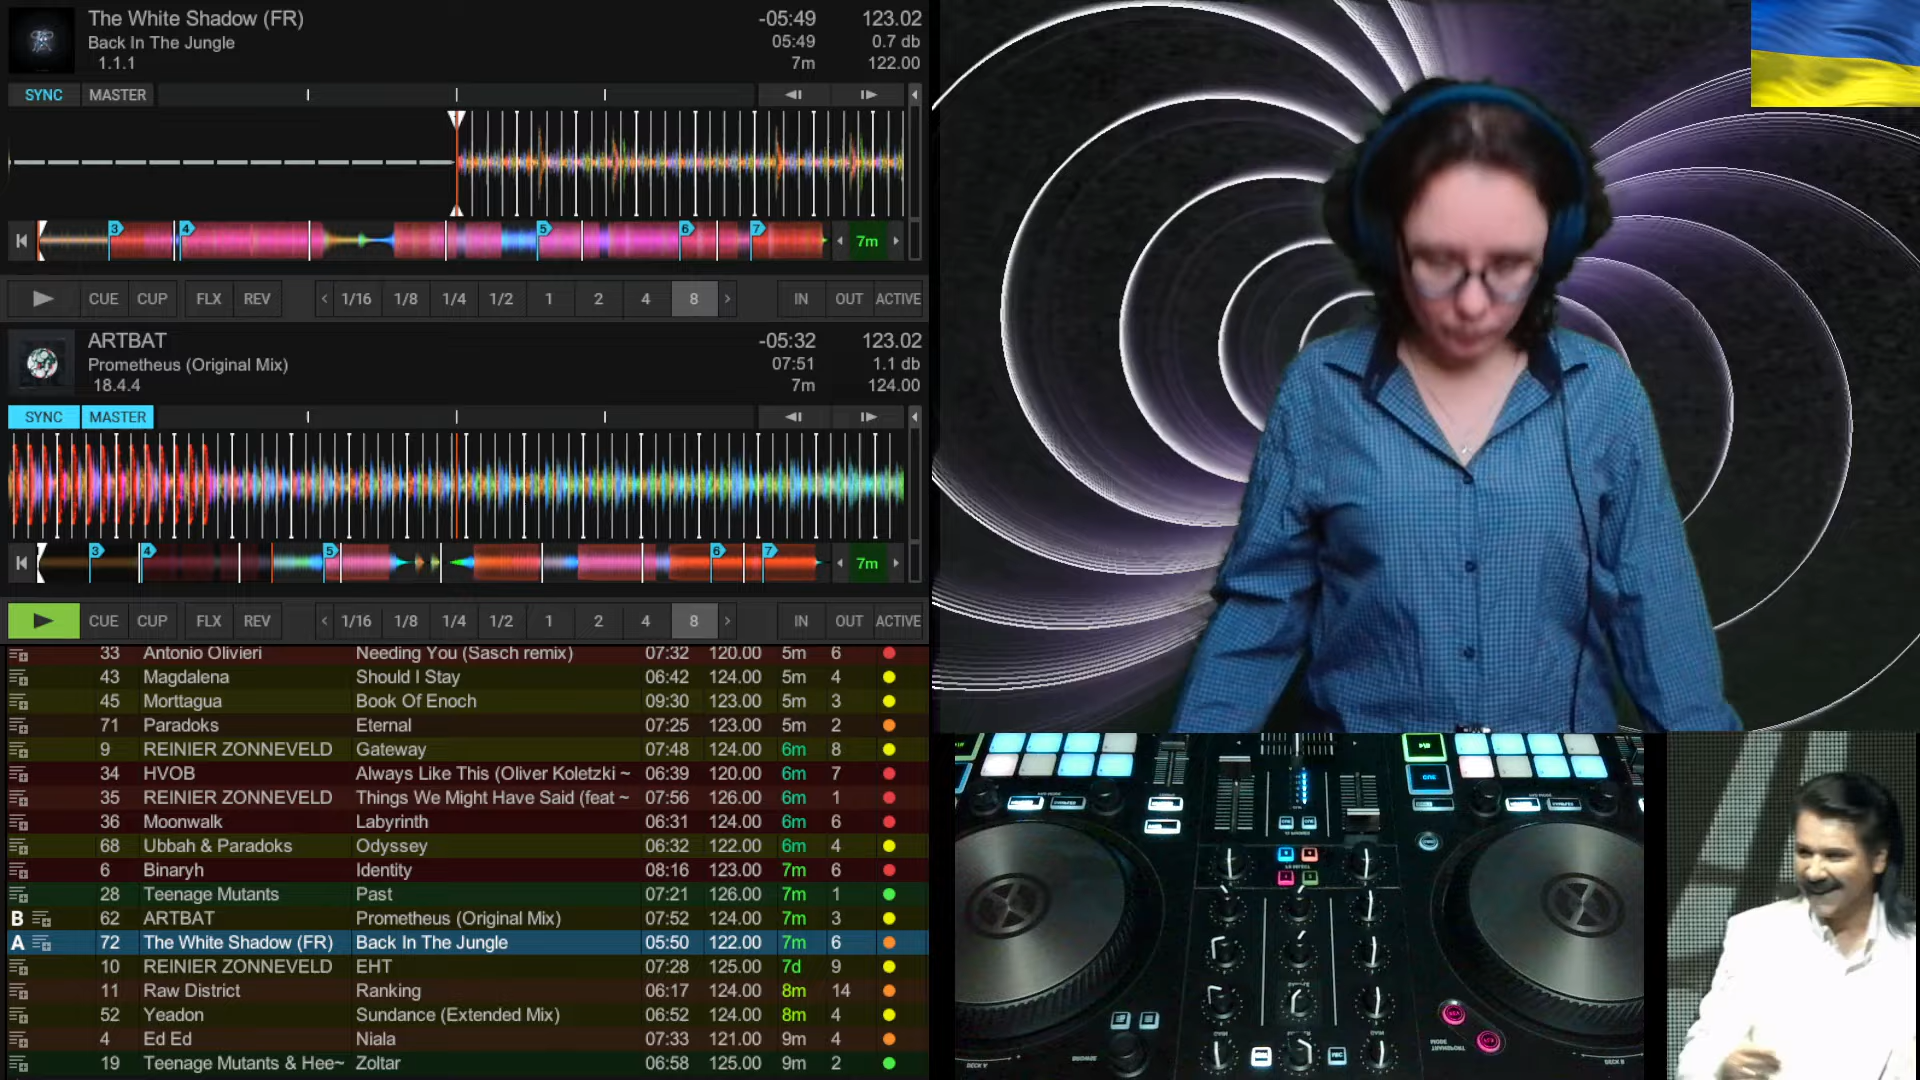 The White Shadow (FR) -05:49 123.02
Back In The Jungle 05:49 0.7 db
1.1.1 7m 122.00
SYNC MASTER
3 4 5 6 7 7m
CUE CUP FLX REV 1/16 1/8 1/4 1/2 1 2 4 8 IN OUT ACTIVE
ARTBAT -05:32 123.02
Prometheus (Original Mix) 07:51 1.1 db
18.4.4 7m 124.00
SYNC MASTER
3 4 5 6 7 7m
CUE CUP FLX REV 1/16 1/8 1/4 1/2 1 2 4 8 IN OUT ACTIVE
33 Antonio Olivieri Needing You (Sasch remix) 07:32 120.00 5m 6
43 Magdalena Should I Stay 06:42 124.00 5m 4
45 Morttagua Book Of Enoch 09:30 123.00 5m 3
71 Paradoks Eternal 07:25 123.00 5m 2
9 REINIER ZONNEVELD Gateway 07:48 124.00 6m 8
34 HVOB Always Like This (Oliver Koletzki ~ 06:39 120.00 6m 7
35 REINIER ZONNEVELD Things We Might Have Said (feat ~ 07:56 126.00 6m 1
36 Moonwalk Labyrinth 06:31 124.00 6m 6
68 Ubbah & Paradoks Odyssey 06:32 122.00 6m 4
6 Binaryh Identity 08:16 123.00 7m 6
28 Teenage Mutants Past 07:21 126.00 7m 1
B 62 ARTBAT Prometheus (Original Mix) 07:52 124.00 7m 3
A 72 The White Shadow (FR) Back In The Jungle 05:50 122.00 7m 6
10 REINIER ZONNEVELD EHT 07:28 125.00 7d 9
11 Raw District Ranking 06:17 124.00 8m 14
52 Yeadon Sundance (Extended Mix) 06:52 124.00 8m 4
4 Ed Ed Niala 07:33 121.00 9m 4
19 Teenage Mutants & Hee~ Zoltar 06:58 125.00 9m 2